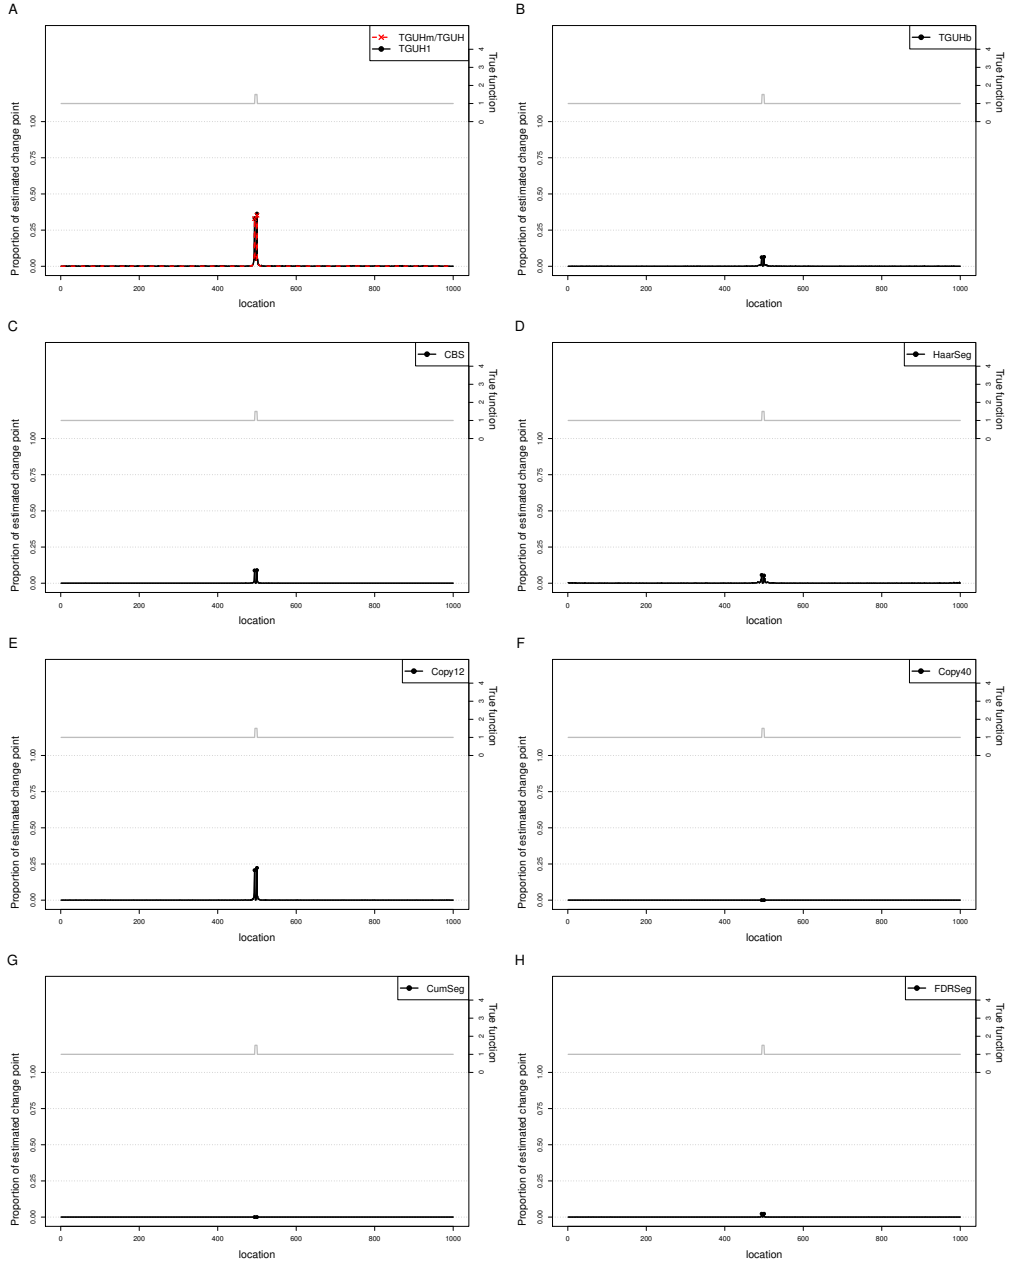 A
TGUHm/TGUH
TGUH1
Proportion of estimated change point
0.00 0.25 0.50 0.75 1.00
0 1 2 3 4
True function
0 200 400 600 800 1000
location
B
TGUHb
Proportion of estimated change point
0.00 0.25 0.50 0.75 1.00
0 1 2 3 4
True function
0 200 400 600 800 1000
location
C
CBS
Proportion of estimated change point
0.00 0.25 0.50 0.75 1.00
0 1 2 3 4
True function
0 200 400 600 800 1000
location
D
HaarSeg
Proportion of estimated change point
0.00 0.25 0.50 0.75 1.00
0 1 2 3 4
True function
0 200 400 600 800 1000
location
E
Copy12
Proportion of estimated change point
0.00 0.25 0.50 0.75 1.00
0 1 2 3 4
True function
0 200 400 600 800 1000
location
F
Copy40
Proportion of estimated change point
0.00 0.25 0.50 0.75 1.00
0 1 2 3 4
True function
0 200 400 600 800 1000
location
G
CumSeg
Proportion of estimated change point
0.00 0.25 0.50 0.75 1.00
0 1 2 3 4
True function
0 200 400 600 800 1000
location
H
FDRSeg
Proportion of estimated change point
0.00 0.25 0.50 0.75 1.00
0 1 2 3 4
True function
0 200 400 600 800 1000
location